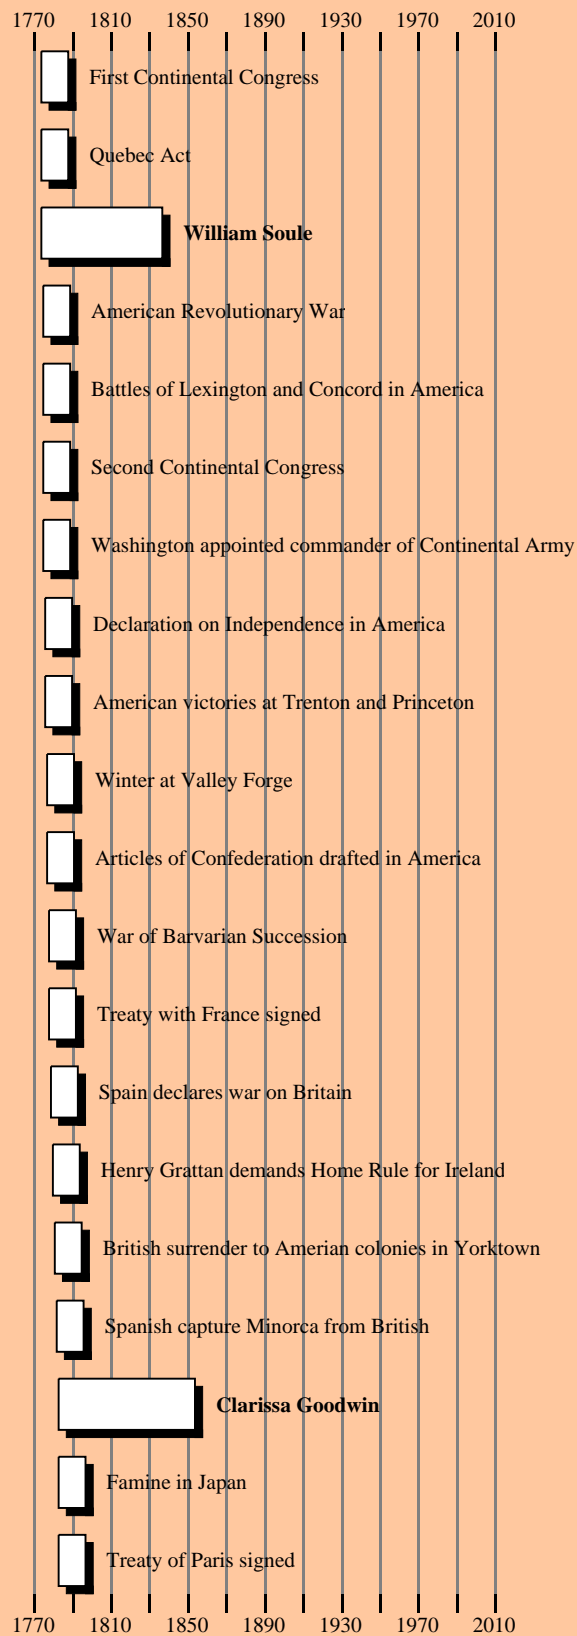 1770 1810 1850 1890 1930 1970 2010
First Continental Congress
Quebec Act
William Soule
American Revolutionary War
Battles of Lexington and Concord in America
Second Continental Congress
Washington appointed commander of Continental Army
Declaration on Independence in America
American victories at Trenton and Princeton
Winter at Valley Forge
Articles of Confederation drafted in America
War of Barvarian Succession
Treaty with France signed
Spain declares war on Britain
Henry Grattan demands Home Rule for Ireland
British surrender to Amerian colonies in Yorktown
Spanish capture Minorca from British
Clarissa Goodwin
Famine in Japan
Treaty of Paris signed
1770 1810 1850 1890 1930 1970 2010